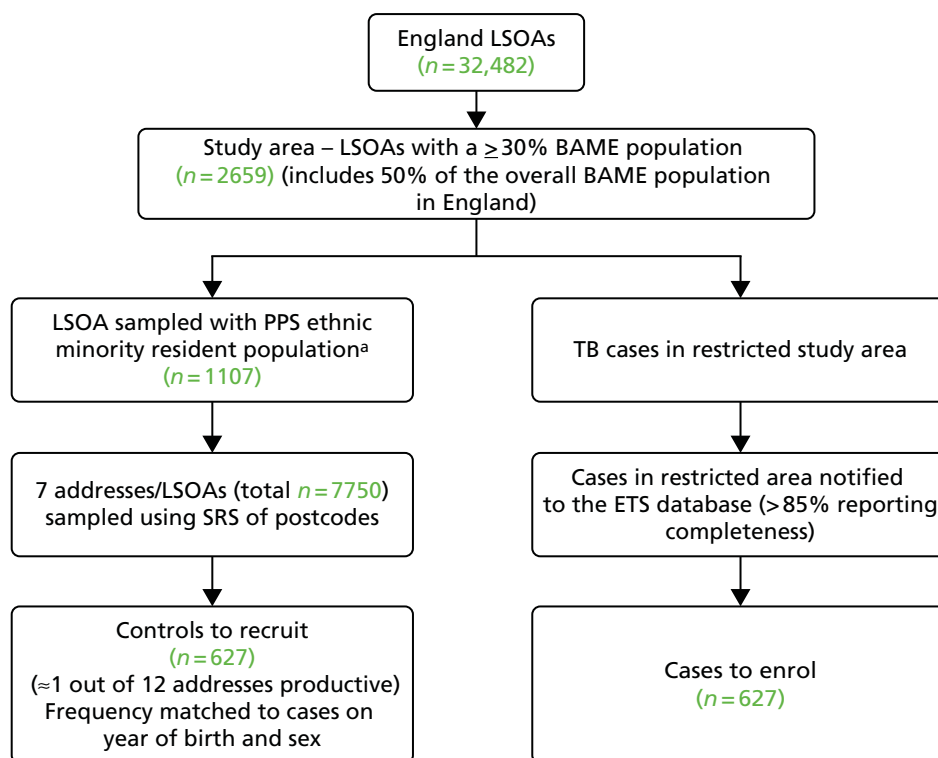 England LSOAs
(n=32,482)
Study area – LSOAs with a ≥30% BAME population
(n=2659) (includes 50% of the overall BAME population
in England)
LSOA sampled with PPS ethnic
minority resident populationᵃ
(n=1107)
TB cases in restricted study area
7 addresses/LSOAs (total n=7750)
sampled using SRS of postcodes
Cases in restricted area notified
to the ETS database (>85% reporting
completeness)
Controls to recruit
(n=627)
(≈1 out of 12 addresses productive)
Frequency matched to cases on
year of birth and sex
Cases to enrol
(n=627)